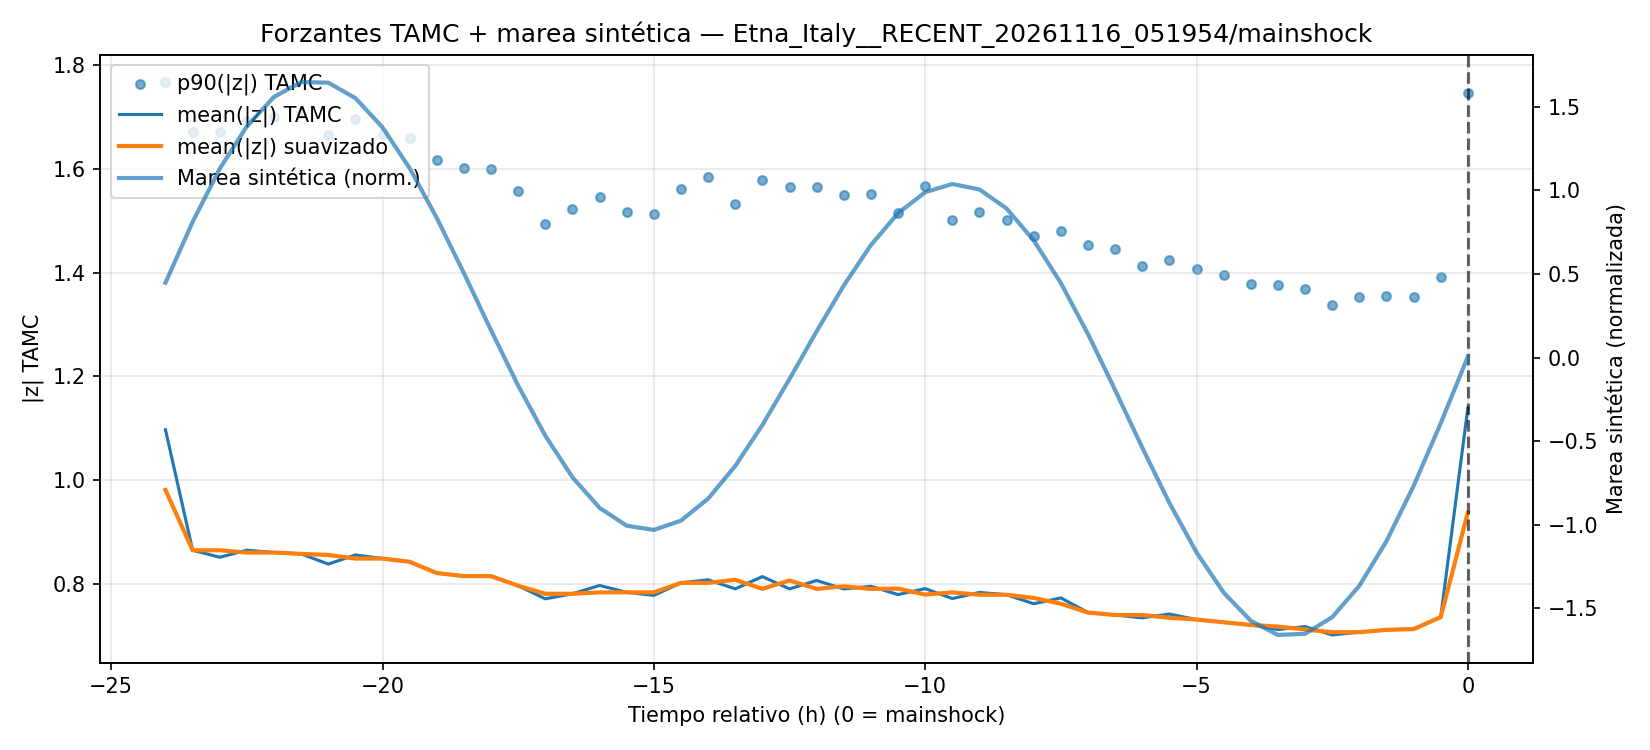 Forzantes TAMC + marea sintética — Etna_Italy__RECENT_20261116_051954/mainshock
p90(|z|) TAMC
mean(|z|) TAMC
mean(|z|) suavizado
Marea sintética (norm.)
|z| TAMC
1.8
1.6
1.4
1.2
1.0
0.8
1.5
1.0
0.5
0.0
−0.5
−1.0
−1.5
Marea sintética (normalizada)
−25
−20
−15
−10
−5
0
Tiempo relativo (h) (0 = mainshock)